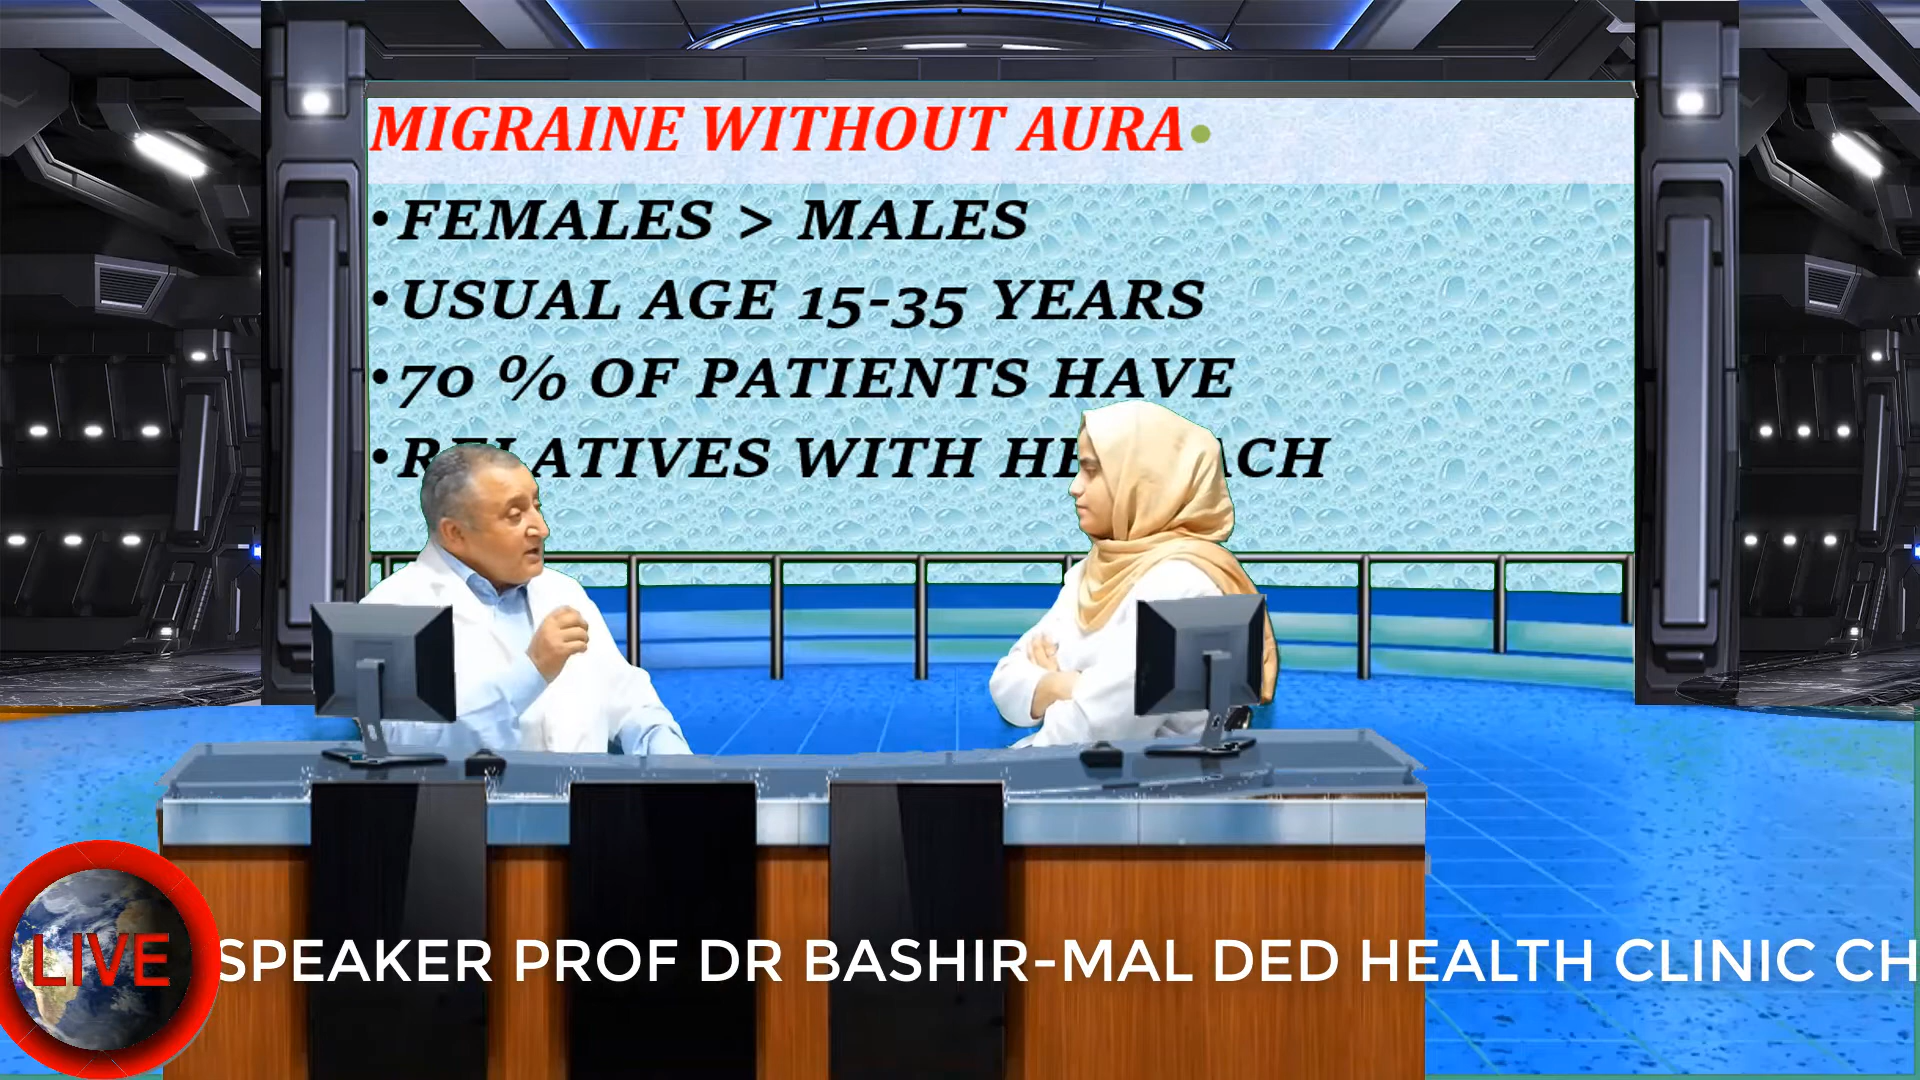 MIGRAINE WITHOUT AURA•
•FEMALES > MALES
•USUAL AGE 15-35 YEARS
•70 % OF PATIENTS HAVE
• WITH
LIVE
SPEAKER PROF DR BASHIR-MAL DED HEALTH CLINIC CH